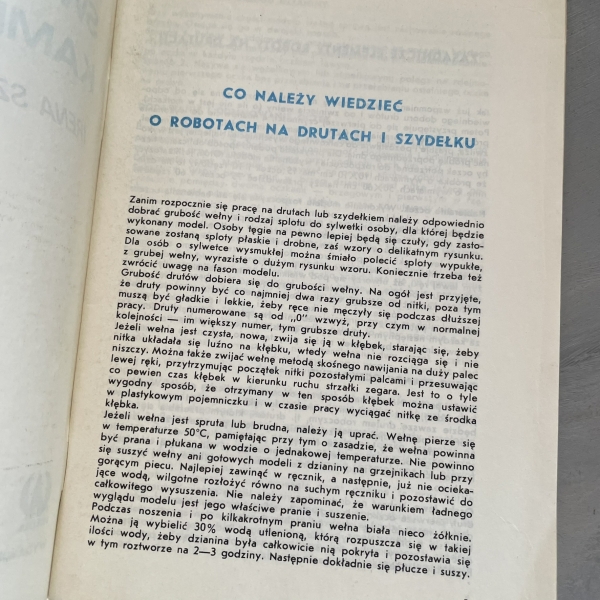 CO NALEŻY WIEDZIEĆ
O ROBOTACH NA DRUTACH I SZYDEŁKU
Zanim rozpocznie się pracę na drutach lub szydełkiem należy odpowiednio
dobrać grubość wełny i rodzaj splotu do sylwetki osoby, dla której będzie
wykonany model. Osoby tęgie na pewno lepiej będą się czuły, gdy zasto-
sowane zostaną sploty płaskie i drobne, zaś wzory o delikatnym rysunku.
Dla osób o sylwetce wysmukłej można śmiało polecić sploty wypukłe,
z grubej wełny, wyraziste o dużym rysunku wzoru. Koniecznie trzeba też
zwrócić uwagę na fason modelu.
Grubość drutów dobiera się do grubości wełny. Na ogół jest przyjęte,
że druty powinny być co najmniej dwa razy grubsze od nitki, poza tym
muszą być gładkie i lekkie, żeby ręce nie męczyły się podczas dłuższej
pracy. Druty numerowane są od „0" wzwyż, przy czym w normalnej
kolejności — im większy numer, tym grubsze druty.
Jeżeli wełna jest czysta, nowa, zwija się ją w kłębek, starając się, żeby
nitka układała się luźno na kłębku, wtedy wełna nie rozciąga się i nie
niszczy. Można także zwijać wełnę metodą skośnego nawijania na duży palec
lewej ręki, przytrzymując początek nitki pozostałymi palcami i przesuwając
co pewien czas kłębek w kierunku ruchu strzałki zegara. Jest to o tyle
wygodny sposób, że otrzymany w ten sposób kłębek można ustawić
w plastykowym pojemniczku i w czasie pracy wyciągać nitkę ze środka
kłębka.
Jeżeli wełna jest spruta lub brudna, należy ją uprać. Wełnę pierze się
w temperaturze 50°C, pamiętając przy tym o zasadzie, że wełna powinna
być prana i płukana w wodzie o jednakowej temperaturze. Nie powinno
się suszyć wełny ani gotowych modeli z dzianiny na grzejnikach lub przy
gorącym piecu. Najlepiej zawinąć w ręcznik, a następnie, już nie ocieka-
jące wodą, wilgotne rozłożyć równo na suchym ręczniku i pozostawić do
całkowitego wysuszenia. Nie należy zapominać, że warunkiem ładnego
wyglądu modelu jest jego właściwe pranie i suszenie.
Podczas noszenia i po kilkakrotnym praniu wełna biała nieco żółknie.
Można ją wybielić 30% wodą utlenioną, którą rozpuszcza się w takiej
ilości wody, żeby dzianina była całkowicie nią pokryta i pozostawia się
w tym roztworze na 2—3 godziny. Następnie dokładnie się płucze i suszy.